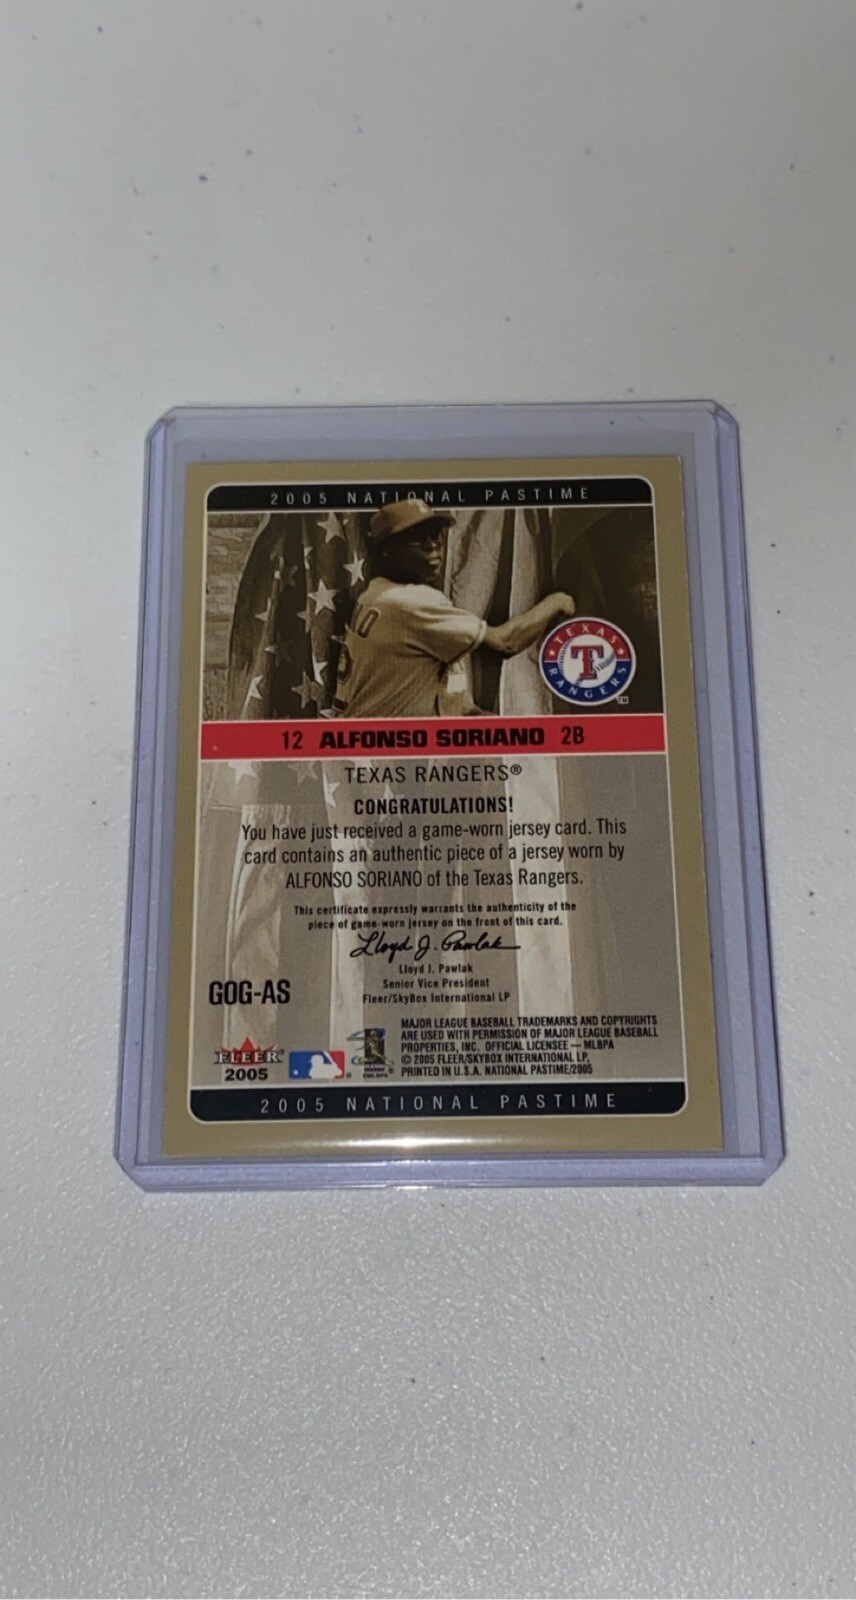 2005 NATIONAL PASTIME
NO
TEXAS
T
RANGERS
TM
12 ALFONSO SORIANO 2B
TEXAS RANGERS®
CONGRATULATIONS!
You have just received a game-worn jersey card. This
card contains an authentic piece of a jersey worn by
ALFONSO SORIANO of the Texas Rangers.
This certificate expressly warrants the authenticity of the
piece of game-worn jersey on the front of this card.
Lloyd J. Pawlak
Lloyd J. Pawlak
Senior Vice President
Fleer/SkyBox International LP
GOG-AS
FLEER®
2005
MAJOR LEAGUE BASEBALL TRADEMARKS AND COPYRIGHTS
ARE USED WITH PERMISSION OF MAJOR LEAGUE BASEBALL
PROPERTIES, INC. OFFICIAL LICENSEE — MLBPA
© 2005 FLEER/SKYBOX INTERNATIONAL LP,
PRINTED IN U.S.A. NATIONAL PASTIME/2005
2005 NATIONAL PASTIME